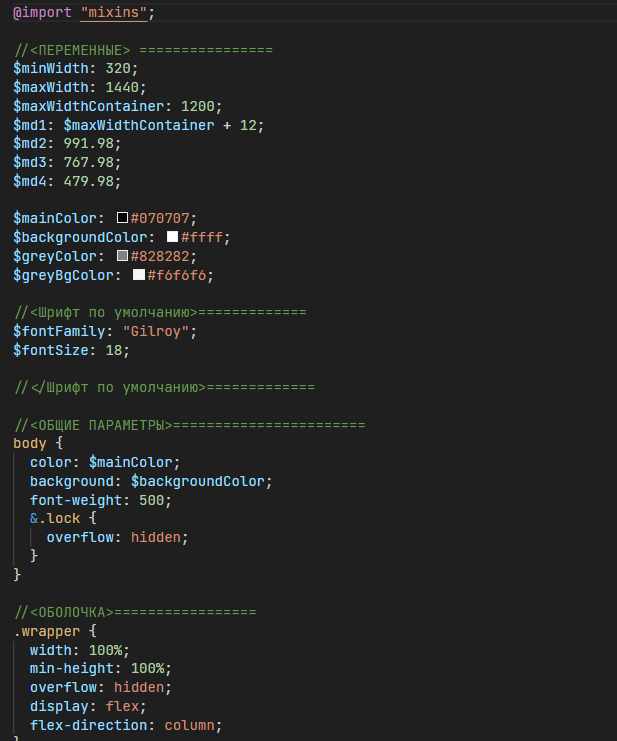 @import "mixins";
//<ПЕРЕМЕННЫЕ> ================
$minWidth: 320;
$maxWidth: 1440;
$maxWidthContainer: 1200;
$md1: $maxWidthContainer + 12;
$md2: 991.98;
$md3: 767.98;
$md4: 479.98;
$mainColor: #070707;
$backgroundColor: #ffff;
$greyColor: #828282;
$greyBgColor: #f6f6f6;
//<Шрифт по умолчанию>=============
$fontFamily: "Gilroy";
$fontSize: 18;
//</Шрифт по умолчанию>=============
//<ОБЩИЕ ПАРАМЕТРЫ>=======================
body {
color: $mainColor;
background: $backgroundColor;
font-weight: 500;
&.lock {
overflow: hidden;
}
}
//<ОБОЛОЧКА>=================
.wrapper {
width: 100%;
min-height: 100%;
overflow: hidden;
display: flex;
flex-direction: column;